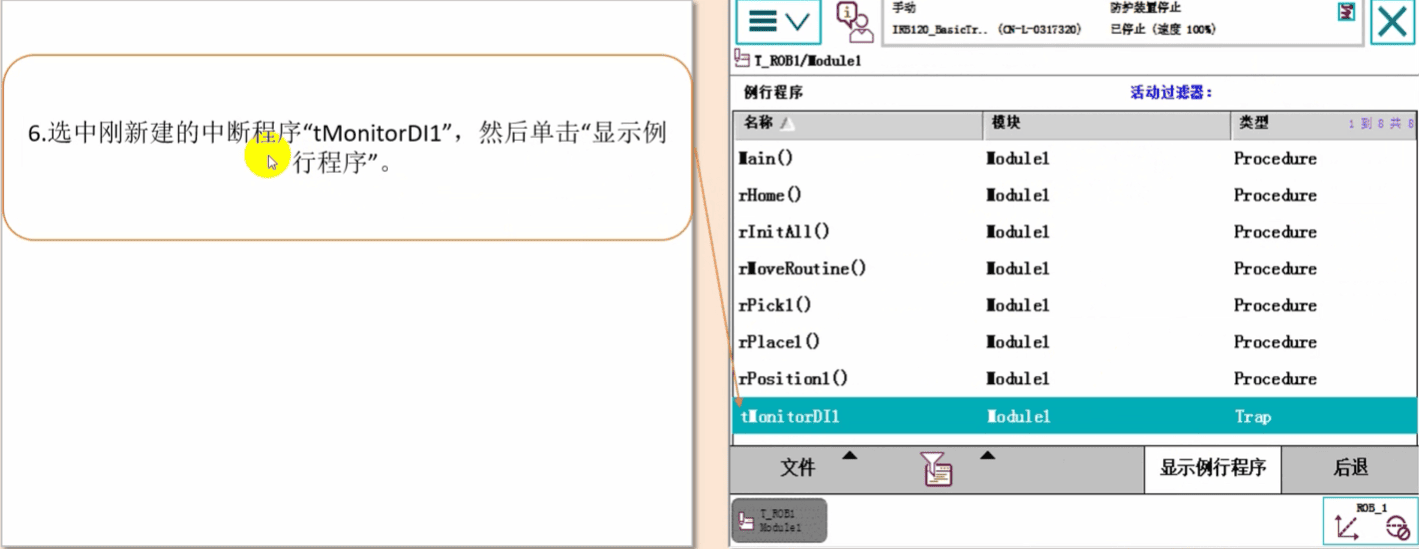 6.选中刚新建的中断程序“tMonitorDI1”，然后单击“显示例
行程序”。
手动
防护装置停止
IRB120_BasicTr.. (CN-L-0317320)
已停止 (速度 100%)
T_ROB1/Module1
例行程序
活动过滤器：
名称 模块 类型 1 到 8 共 8
Main() Module1 Procedure
rHome() Module1 Procedure
rInitAll() Module1 Procedure
rMoveRoutine() Module1 Procedure
rPick1() Module1 Procedure
rPlace1() Module1 Procedure
rPosition1() Module1 Procedure
tMonitorDI1 Module1 Trap
文件 显示例行程序 后退
T_ROB1
Module1
ROB_1